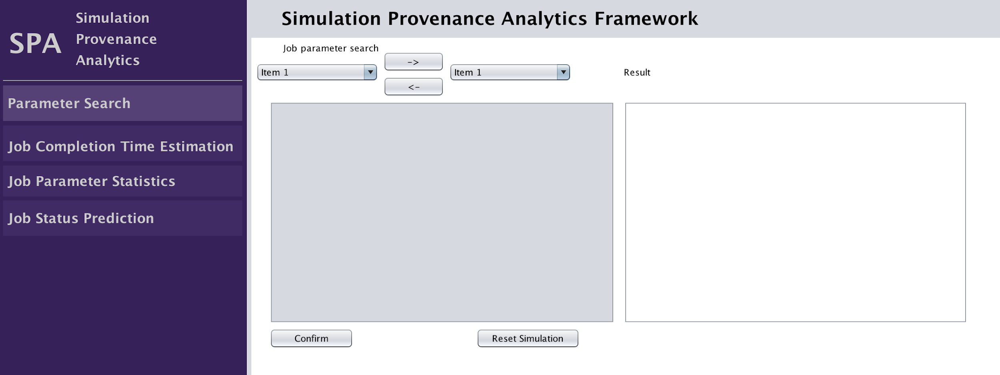 SPA
Simulation
Provenance
Analytics
Parameter Search
Job Completion Time Estimation
Job Parameter Statistics
Job Status Prediction
Simulation Provenance Analytics Framework
Job parameter search
Item 1
->
<-
Item 1
Result
Confirm
Reset Simulation